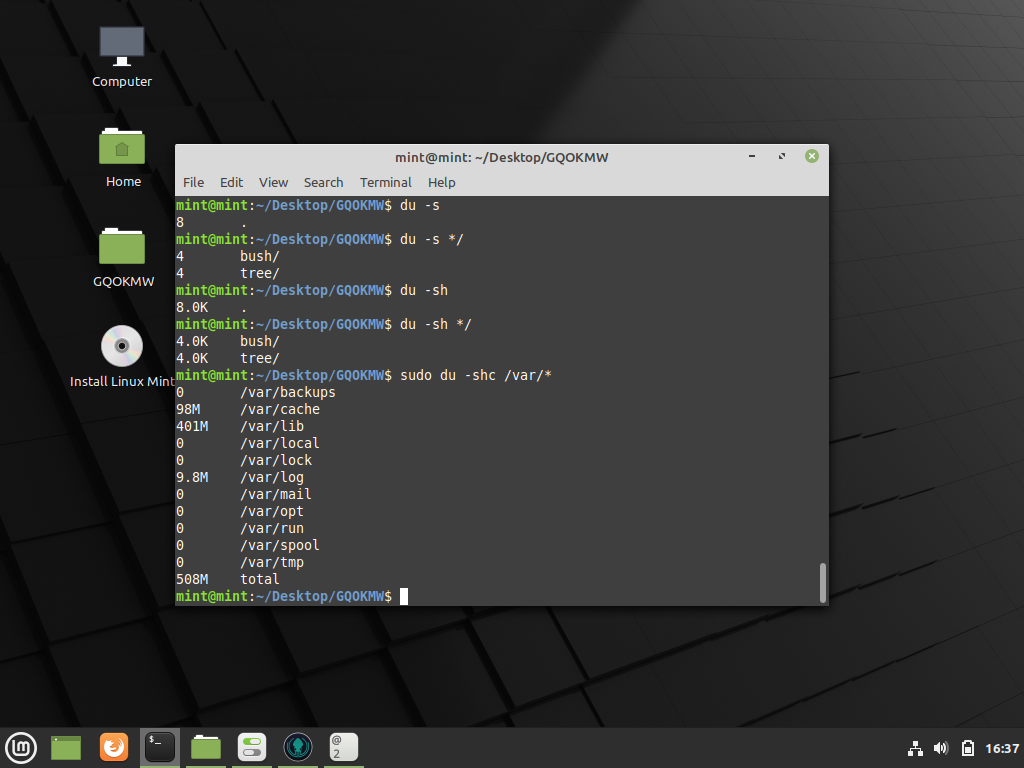 Computer
Home
GQOKMW
Install Linux Mint
mint@mint: ~/Desktop/GQOKMW
File Edit View Search Terminal Help
mint@mint:~/Desktop/GQOKMW$ du -s
8 .
mint@mint:~/Desktop/GQOKMW$ du -s */
4 bush/
4 tree/
mint@mint:~/Desktop/GQOKMW$ du -sh
8.0K .
mint@mint:~/Desktop/GQOKMW$ du -sh */
4.0K bush/
4.0K tree/
mint@mint:~/Desktop/GQOKMW$ sudo du -shc /var/*
0 /var/backups
98M /var/cache
401M /var/lib
0 /var/local
0 /var/lock
9.8M /var/log
0 /var/mail
0 /var/opt
0 /var/run
0 /var/spool
0 /var/tmp
508M total
mint@mint:~/Desktop/GQOKMW$
$_
@
2
16:37